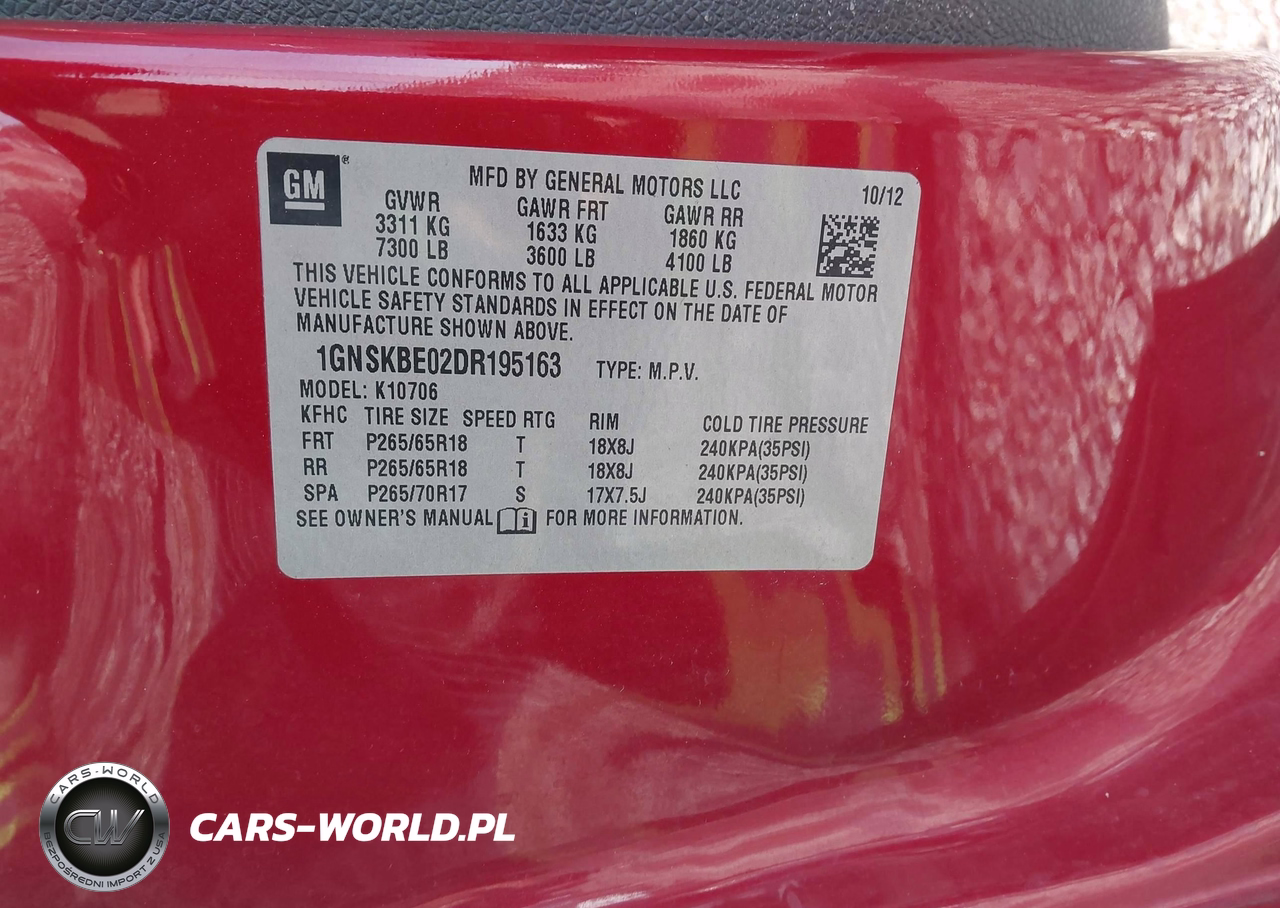 GM ®
MFD BY GENERAL MOTORS LLC 10/12
GVWR GAWR FRT GAWR RR
3311 KG 1633 KG 1860 KG
7300 LB 3600 LB 4100 LB
THIS VEHICLE CONFORMS TO ALL APPLICABLE U.S. FEDERAL MOTOR
VEHICLE SAFETY STANDARDS IN EFFECT ON THE DATE OF
MANUFACTURE SHOWN ABOVE.
1GNSKBE02DR195163 TYPE: M.P.V.
MODEL: K10706
KFHC TIRE SIZE SPEED RTG RIM COLD TIRE PRESSURE
FRT P265/65R18 T 18X8J 240KPA(35PSI)
RR P265/65R18 T 18X8J 240KPA(35PSI)
SPA P265/70R17 S 17X7.5J 240KPA(35PSI)
SEE OWNER'S MANUAL i FOR MORE INFORMATION.
CARS-WORLD
CW
BEZPOŚREDNI IMPORT Z USA
CARS-WORLD.PL